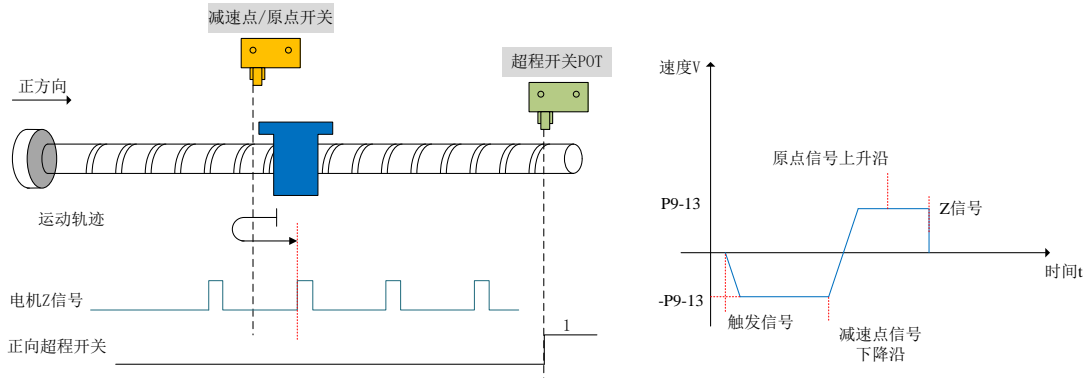 减速点/原点开关
超程开关POT
正方向
运动轨迹
电机Z信号
正向超程开关
1
速度V
原点信号上升沿
P9-13
Z信号
时间t
-P9-13
触发信号
减速点信号
下降沿